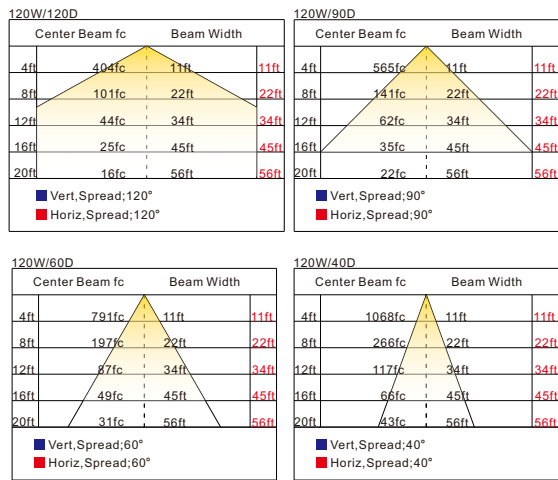 120W/120D
Center Beam fc Beam Width
4ft 404fc 11ft 11ft
8ft 101fc 22ft 22ft
12ft 44fc 34ft 34ft
16ft 25fc 45ft 45ft
20ft 16fc 56ft 56ft
Vert,Spread;120°
Horiz,Spread;120°
120W/90D
Center Beam fc Beam Width
4ft 565fc 11ft 11ft
8ft 141fc 22ft 22ft
12ft 62fc 34ft 34ft
16ft 35fc 45ft 45ft
20ft 22fc 56ft 56ft
Vert,Spread;90°
Horiz,Spread;90°
120W/60D
Center Beam fc Beam Width
4ft 791fc 11ft 11ft
8ft 197fc 22ft 22ft
12ft 87fc 34ft 34ft
16ft 49fc 45ft 45ft
20ft 31fc 56ft 56ft
Vert,Spread;60°
Horiz,Spread;60°
120W/40D
Center Beam fc Beam Width
4ft 1068fc 11ft 11ft
8ft 266fc 22ft 22ft
12ft 117fc 34ft 34ft
16ft 66fc 45ft 45ft
20ft 43fc 56ft 56ft
Vert,Spread;40°
Horiz,Spread;40°